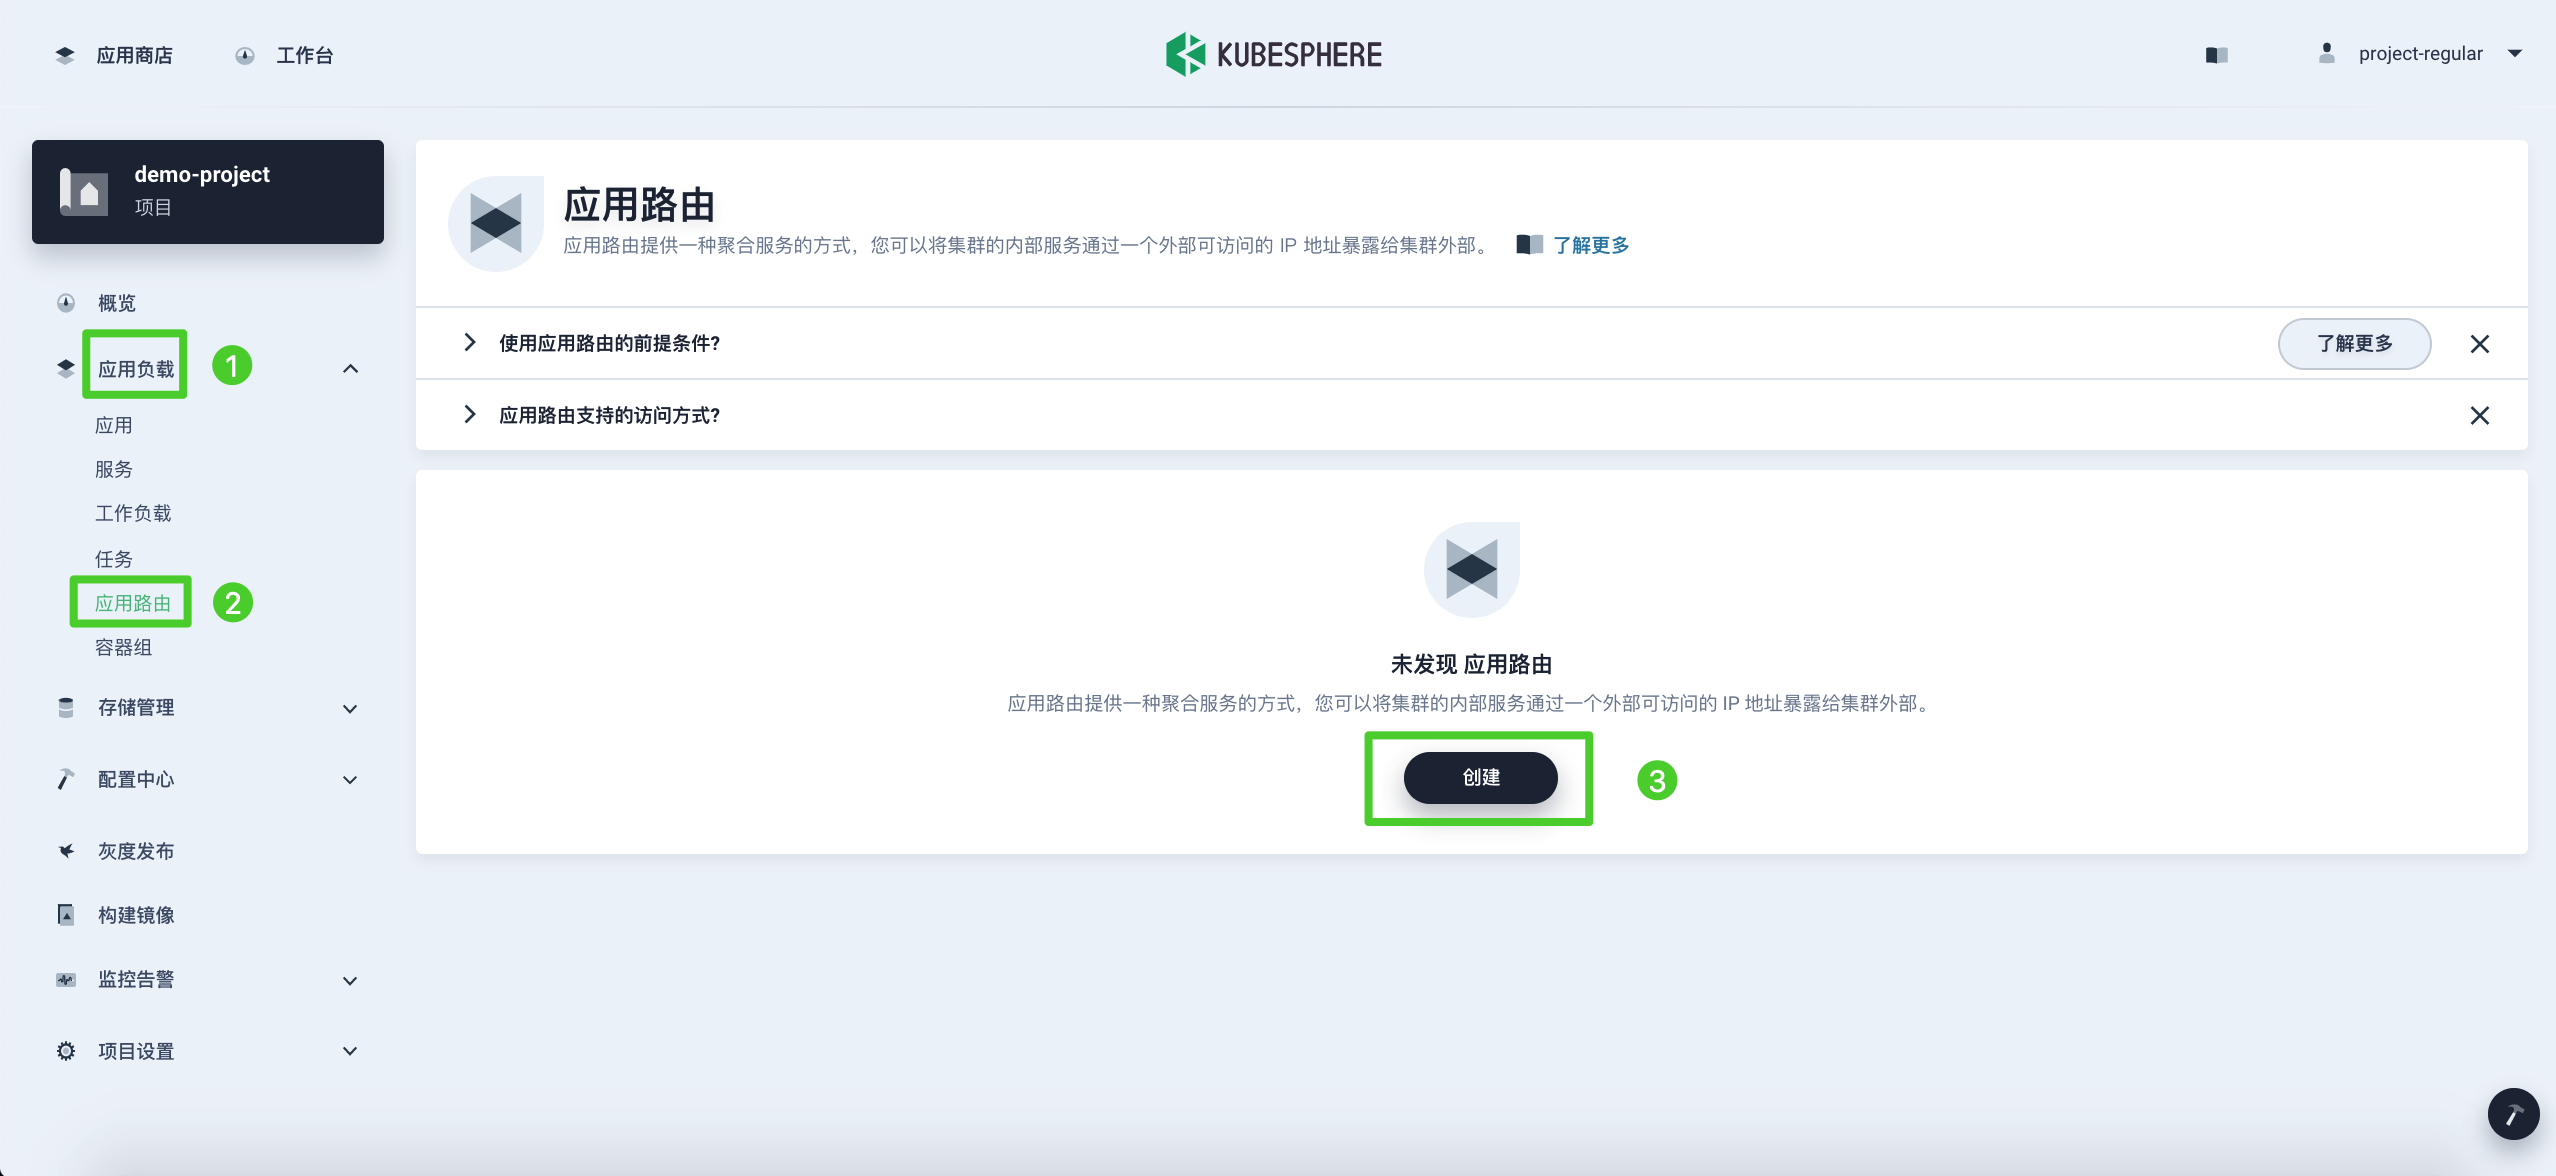 应用商店
工作台
KUBESPHERE
project-regular
demo-project
项目
概览
应用负载
1
应用
服务
工作负载
任务
应用路由
2
容器组
存储管理
配置中心
灰度发布
构建镜像
监控告警
项目设置
应用路由
应用路由提供一种聚合服务的方式，您可以将集群的内部服务通过一个外部可访问的 IP 地址暴露给集群外部。 了解更多
使用应用路由的前提条件?
了解更多
应用路由支持的访问方式?
未发现 应用路由
应用路由提供一种聚合服务的方式，您可以将集群的内部服务通过一个外部可访问的 IP 地址暴露给集群外部。
创建
3